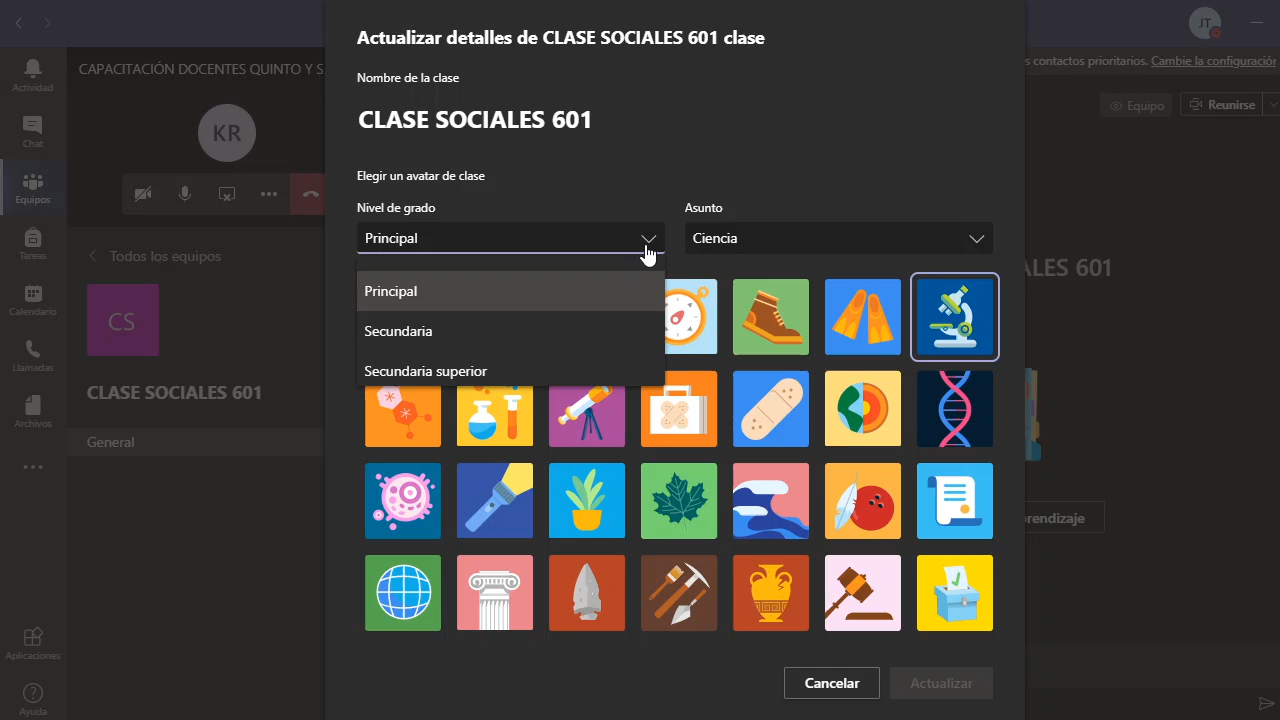 Actualizar detalles de CLASE SOCIALES 601 clase
JT
Actividad
CAPACITACIÓN DOCENTES QUINTO Y S
s contactos prioritarios. Cambie la configuración
Nombre de la clase
CLASE SOCIALES 601
Equipo
Reunirse
KR
Chat
Elegir un avatar de clase
Equipos
Nivel de grado
Asunto
Principal
Ciencia
Tareas
Todos los equipos
ALES 601
Principal
Secundaria
Secundaria superior
Calendario
CS
Llamadas
CLASE SOCIALES 601
Archivos
General
rendizaje
Aplicaciones
Ayuda
Cancelar
Actualizar